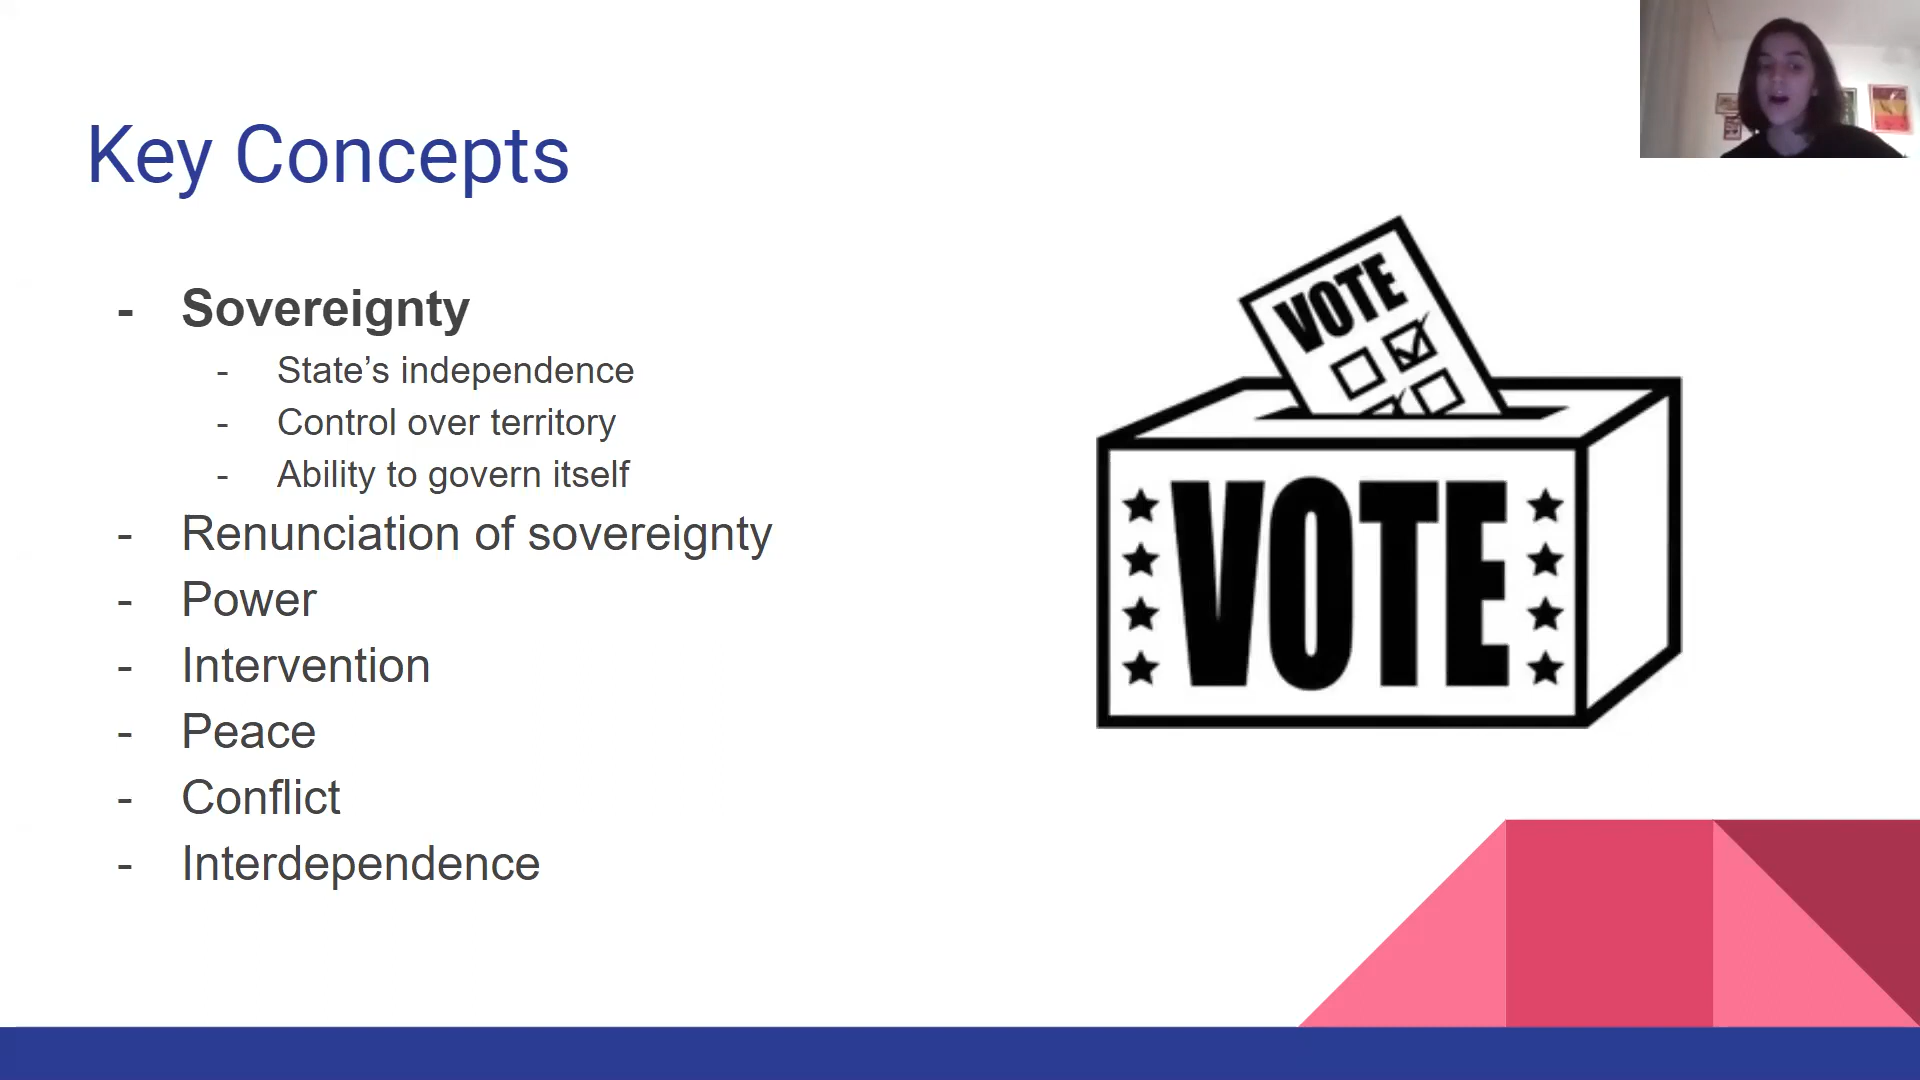 Key Concepts
- Sovereignty
- State’s independence
- Control over territory
- Ability to govern itself
- Renunciation of sovereignty
- Power
- Intervention
- Peace
- Conflict
- Interdependence
VOTE
VOTE